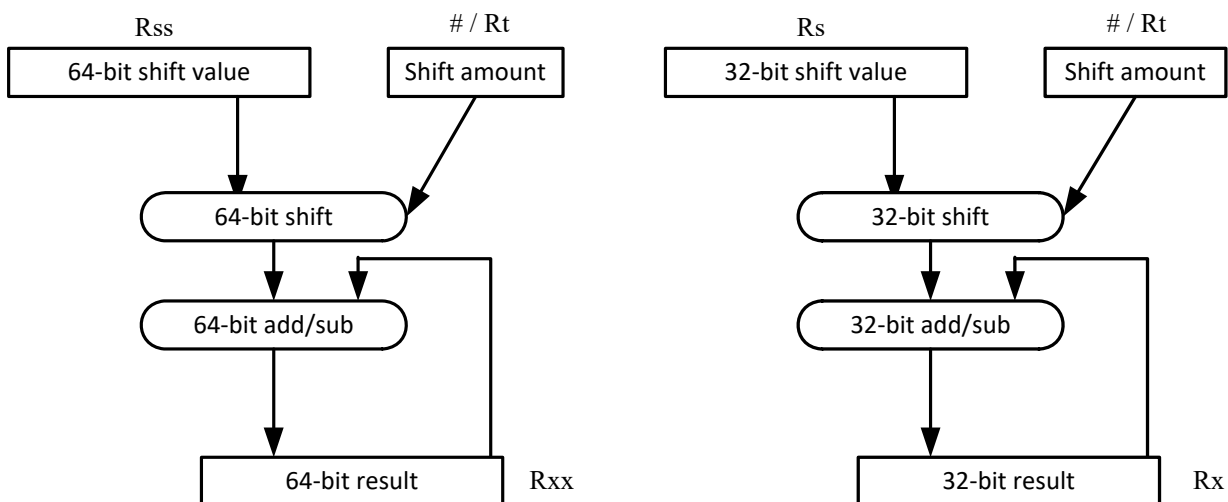 Rss
# / Rt
64-bit shift value
Shift amount
64-bit shift
64-bit add/sub
64-bit result
Rxx
Rs
# / Rt
32-bit shift value
Shift amount
32-bit shift
32-bit add/sub
32-bit result
Rx